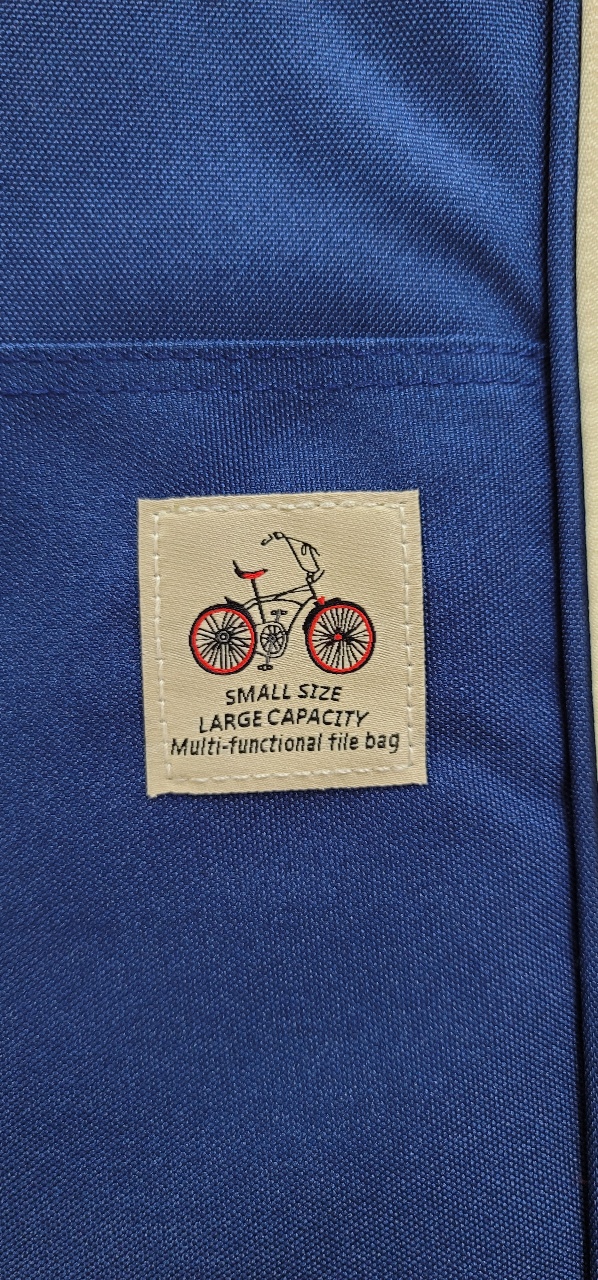 SMALL SIZE
LARGE CAPACITY
Multi-functional file bag